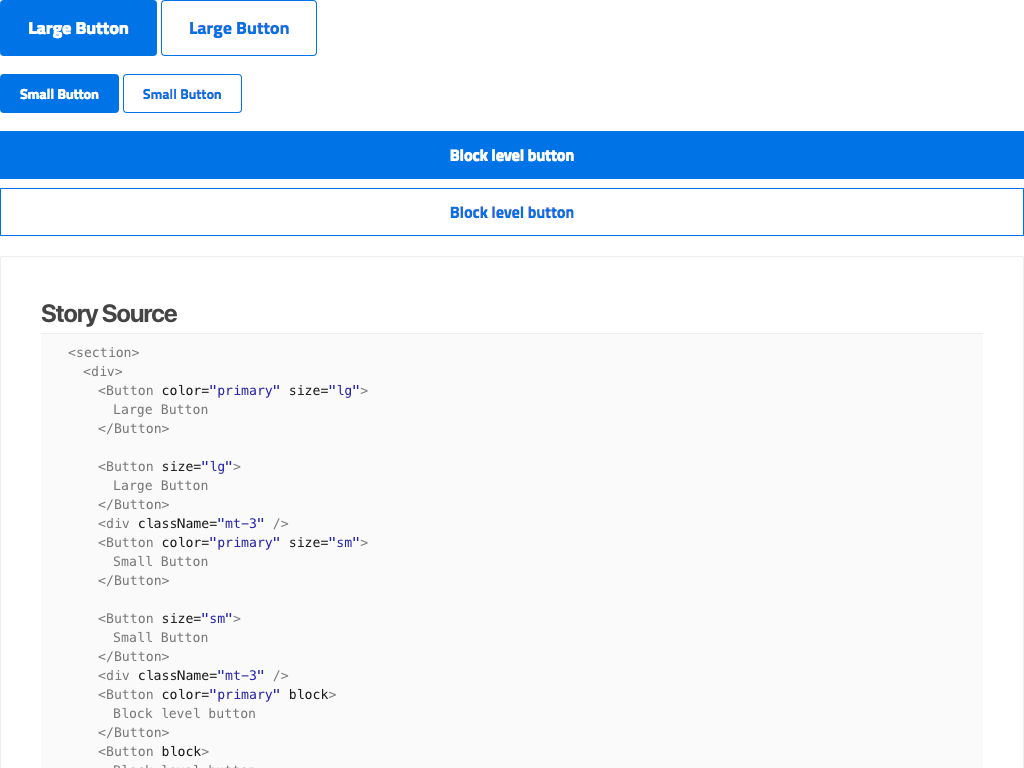 Large Button Large Button
Small Button Small Button
Block level button
Block level button
Story Source
<section>
<div>
<Button color="primary" size="lg">
Large Button
</Button>
<Button size="lg">
Large Button
</Button>
<div className="mt-3" />
<Button color="primary" size="sm">
Small Button
</Button>
<Button size="sm">
Small Button
</Button>
<div className="mt-3" />
<Button color="primary" block>
Block level button
</Button>
<Button block>
Block level button